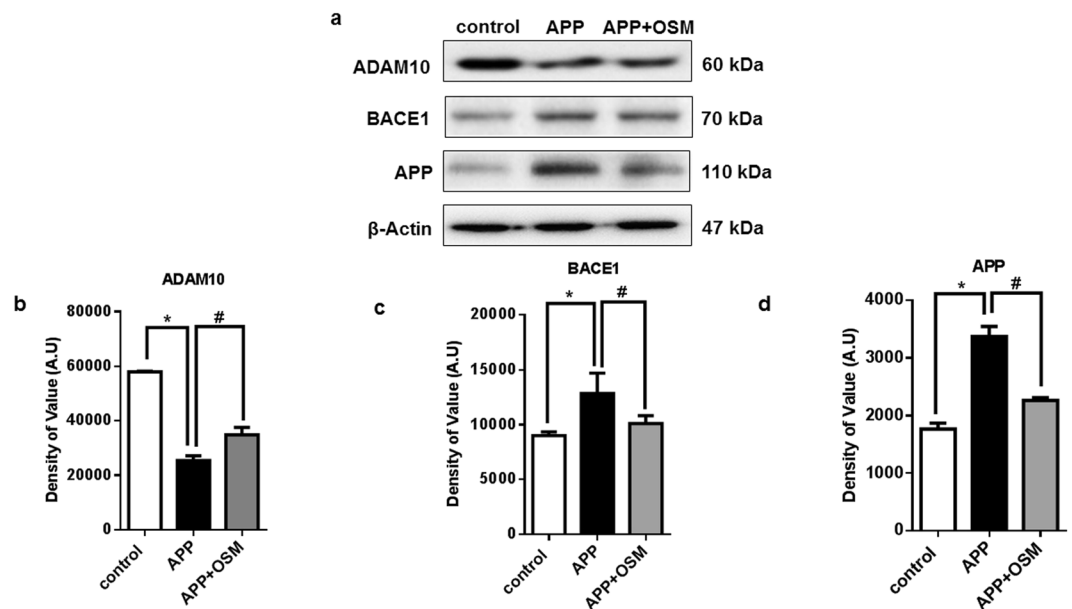 a
control APP APP+OSM
ADAM10 60 kDa
BACE1 70 kDa
APP 110 kDa
β-Actin 47 kDa
b
ADAM10
Density of Value (A.U)
80000
60000
40000
20000
0
* #
control APP APP+OSM
c
BACE1
Density of Value (A.U)
20000
15000
10000
5000
0
* #
control APP APP+OSM
d
APP
Density of Value (A.U)
4000
3000
2000
1000
0
* #
control APP APP+OSM